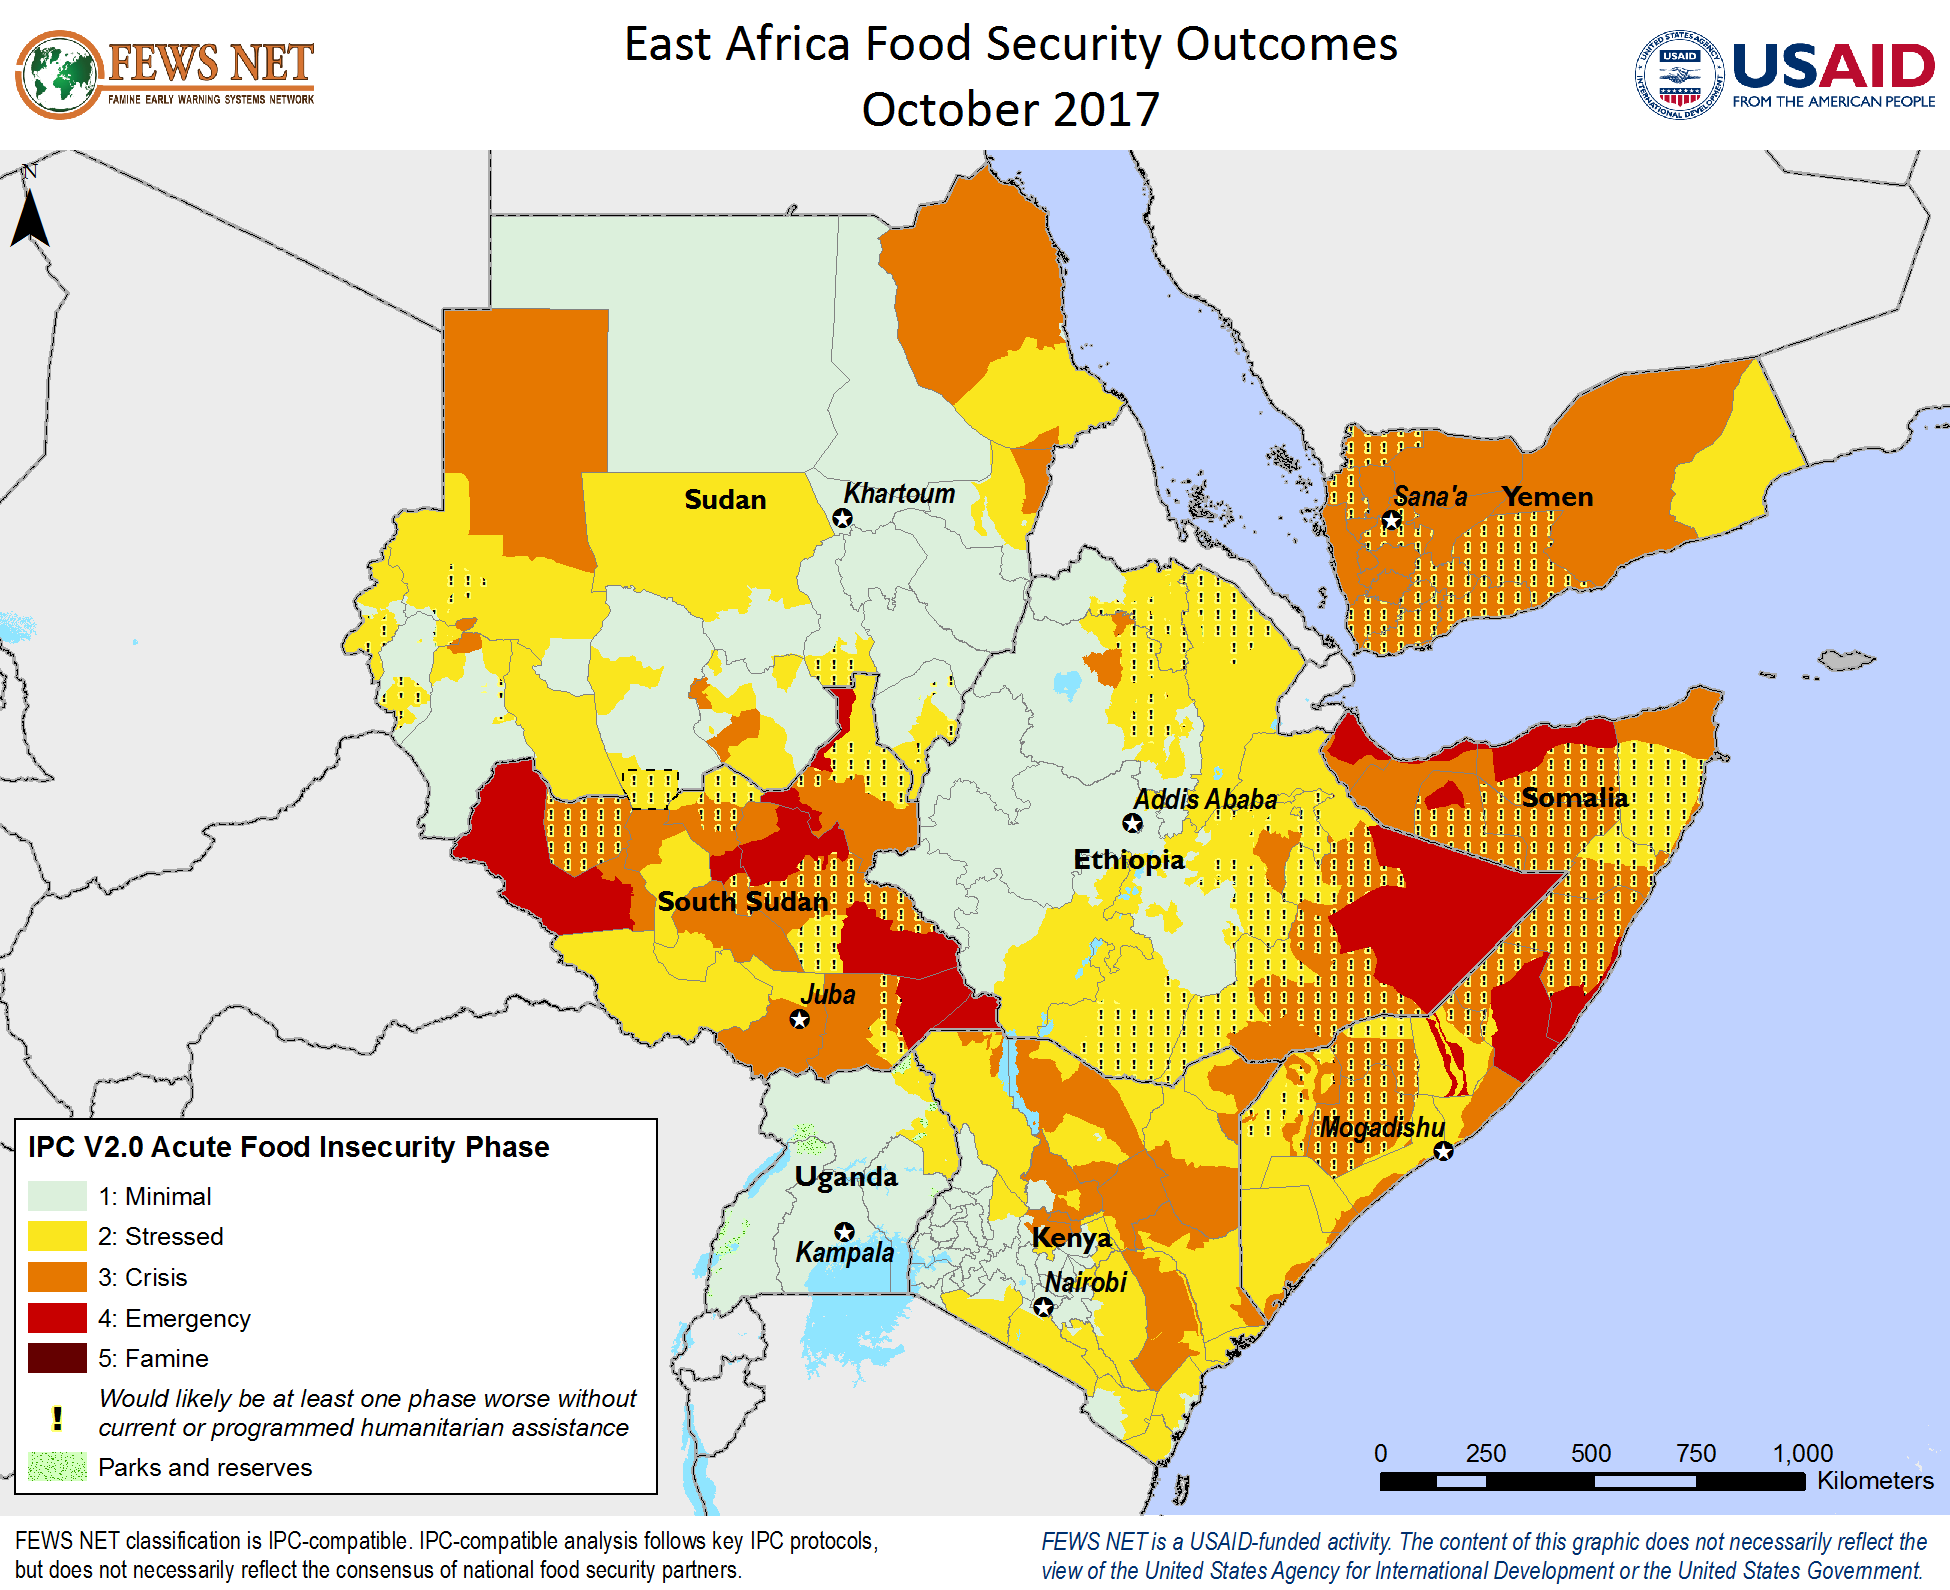 FEWS NET
FAMINE EARLY WARNING SYSTEMS NETWORK
East Africa Food Security Outcomes
October 2017
UNITED STATES AGENCY
USAID
INTERNATIONAL DEVELOPMENT
USAID
FROM THE AMERICAN PEOPLE
N
Sudan
Khartoum
Sana'a
Yemen
Addis Ababa
Somalia
Ethiopia
South Sudan
Juba
Mogadishu
Uganda
Kampala
Kenya
Nairobi
IPC V2.0 Acute Food Insecurity Phase
1: Minimal
2: Stressed
3: Crisis
4: Emergency
5: Famine
! Would likely be at least one phase worse without
current or programmed humanitarian assistance
Parks and reserves
0 250 500 750 1,000
Kilometers
FEWS NET classification is IPC-compatible. IPC-compatible analysis follows key IPC protocols,
but does not necessarily reflect the consensus of national food security partners.
FEWS NET is a USAID-funded activity. The content of this graphic does not necessarily reflect the
view of the United States Agency for International Development or the United States Government.